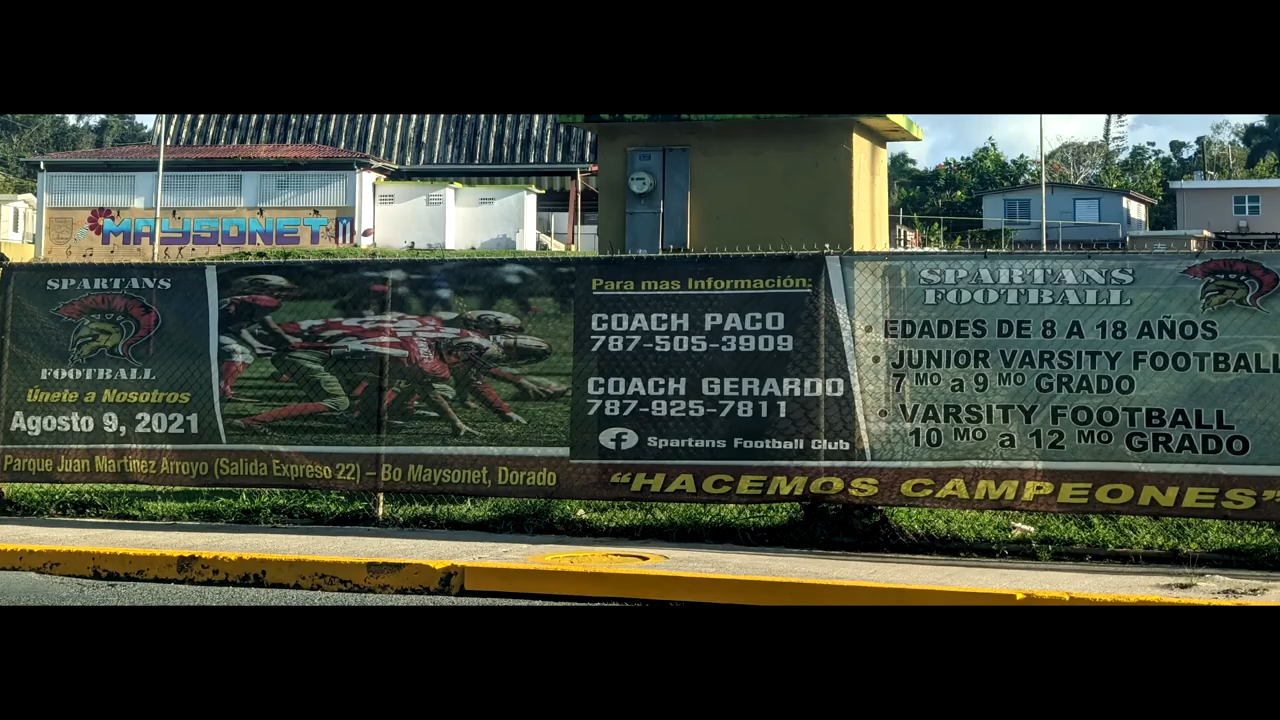 MAYSONET
SPARTANS
FOOTBALL
Únete a Nosotros
Agosto 9, 2021
Parque Juan Martinez Arroyo (Salida Expreso 22) – Bo Maysonet, Dorado
Para mas Información:
COACH PACO
787-505-3909
COACH GERARDO
787-925-7811
f Spartans Football Club
SPARTANS
FOOTBALL
• EDADES DE 8 A 18 AÑOS
• JUNIOR VARSITY FOOTBALL
7 MO a 9 MO GRADO
• VARSITY FOOTBALL
10 MO a 12 MO GRADO
“HACEMOS CAMPEONES”